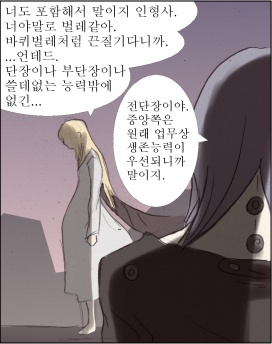 너도 포함해서 말이지 인형사.
너야말로 벌레같아.
바퀴벌레처럼 끈질기다니까.
...언테드.
단장이나 부단장이나
쓸데없는 능력밖에
없긴...
전단장이야.
중앙쪽은
원래 업무상
생존능력이
우선되니까
말이지.